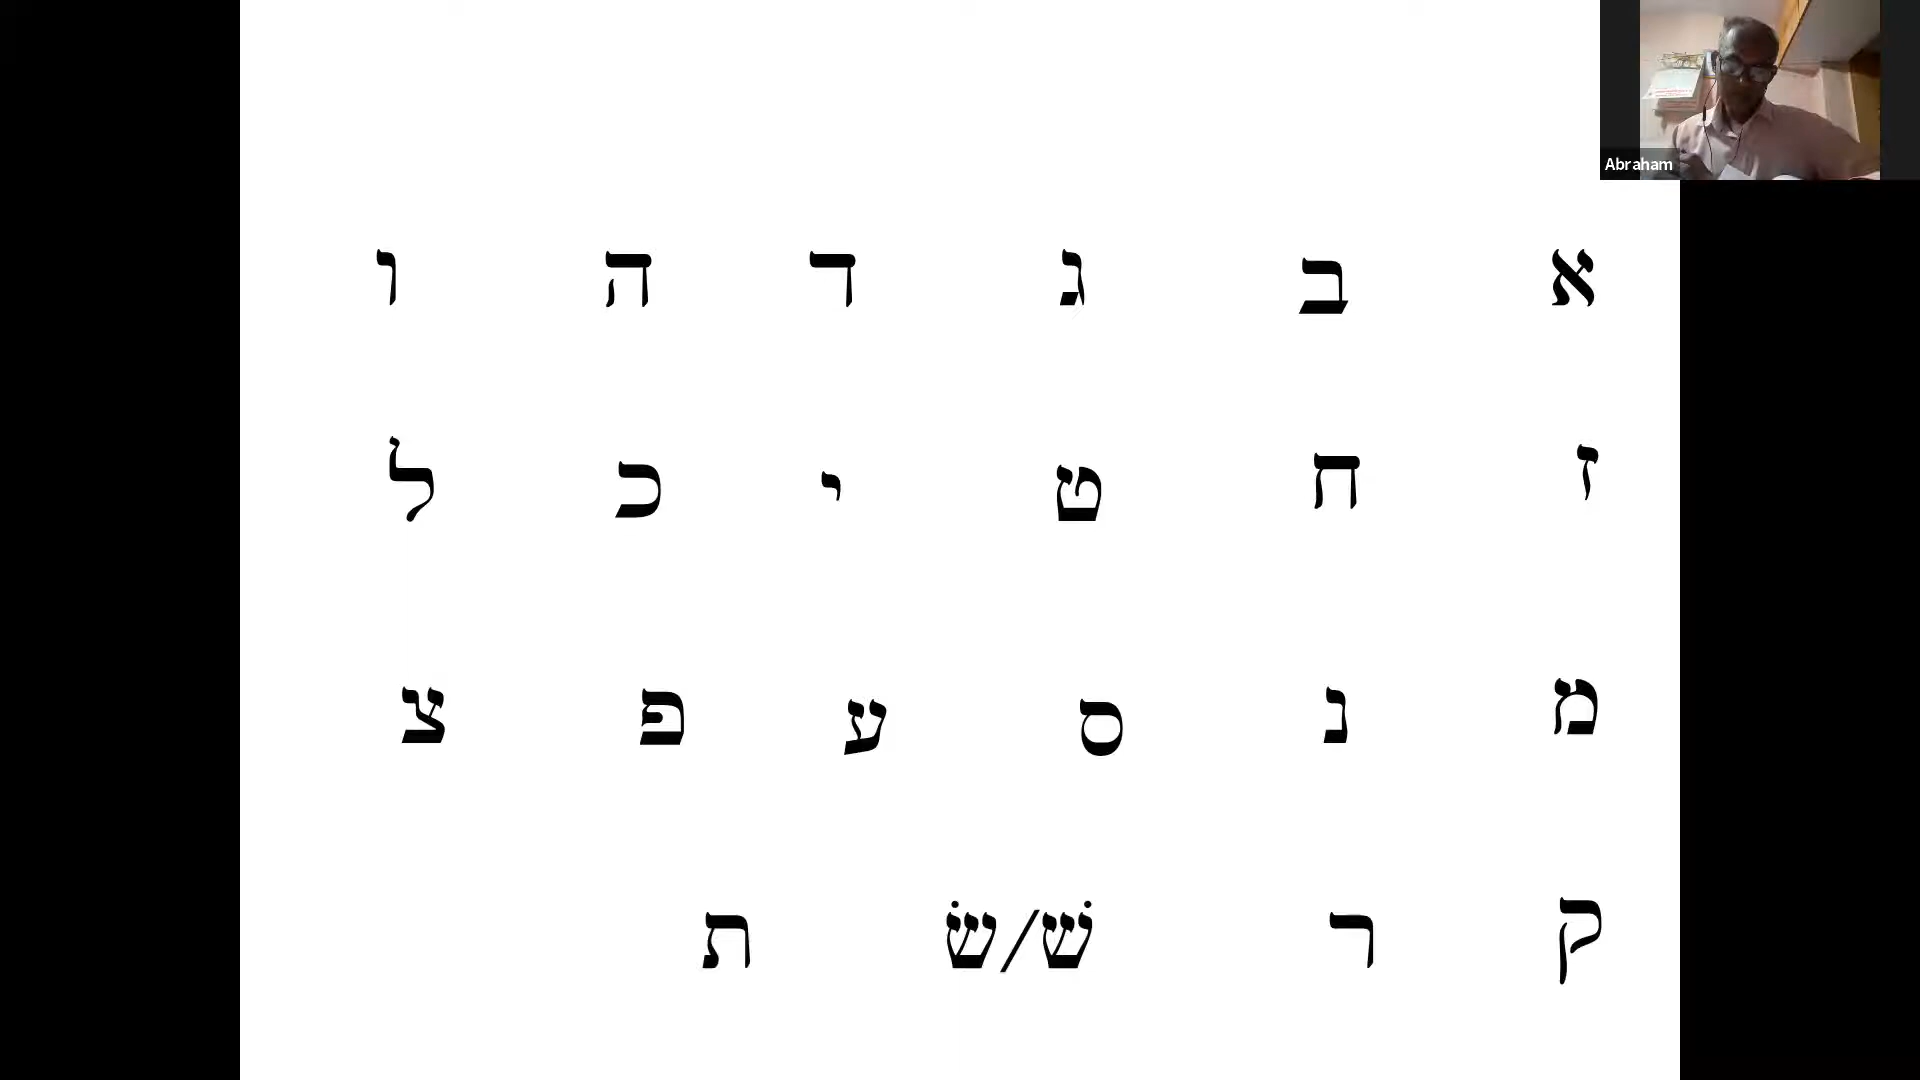 Abraham
א ב ג ד ה ו
ז ח ט י כ ל
מ נ ס ע פ צ
ק ר שׁ/שׂ ת